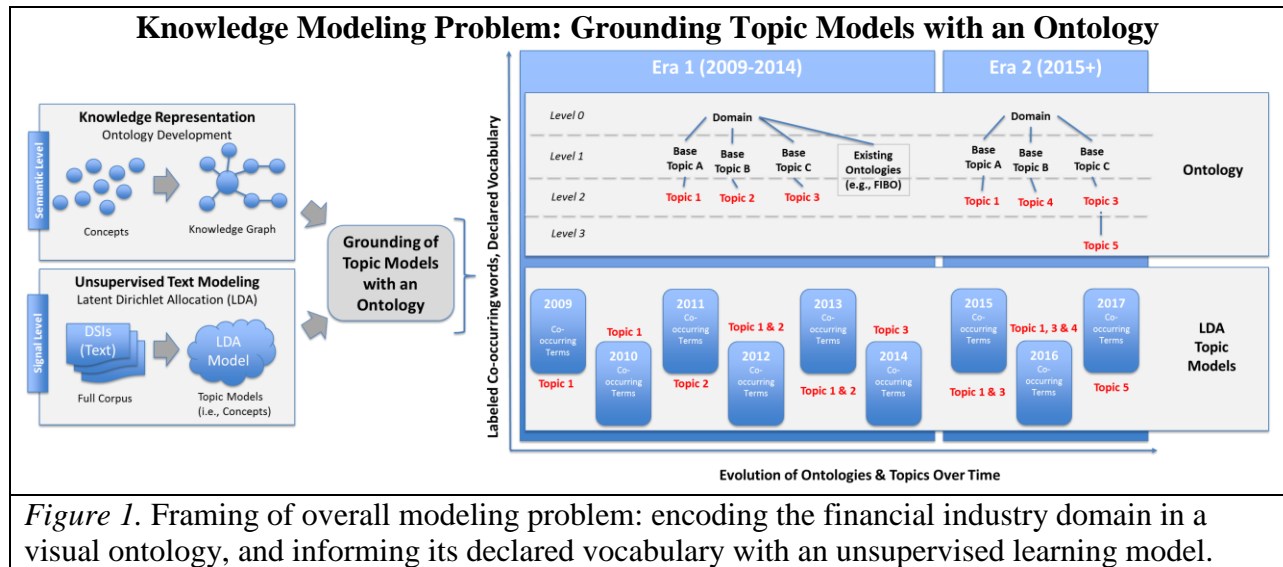 Knowledge Modeling Problem: Grounding Topic Models with an Ontology
Semantic Level
Knowledge Representation
Ontology Development
Concepts
Knowledge Graph
Signal Level
Unsupervised Text Modeling
Latent Dirichlet Allocation (LDA)
DSIs
(Text)
LDA
Model
Full Corpus
Topic Models
(i.e., Concepts)
Grounding of
Topic Models
with an
Ontology
Labeled Co-occurring words, Declared Vocabulary
Era 1 (2009-2014)
Era 2 (2015+)
Level 0
Domain
Domain
Level 1
Base
Topic A
Base
Topic B
Base
Topic C
Existing
Ontologies
(e.g., FIBO)
Base
Topic A
Base
Topic B
Base
Topic C
Ontology
Level 2
Topic 1
Topic 2
Topic 3
Topic 1
Topic 4
Topic 3
Level 3
Topic 5
2009
Co-
occurring
Terms
Topic 1
Topic 1
2010
Co-
occurring
Terms
2011
Co-
occurring
Terms
Topic 2
Topic 1 & 2
2012
Co-
occurring
Terms
2013
Co-
occurring
Terms
Topic 1 & 2
Topic 3
2014
Co-
occurring
Terms
2015
Co-
occurring
Terms
Topic 1 & 3
Topic 1, 3 & 4
2016
Co-
occurring
Terms
2017
Co-
occurring
Terms
Topic 5
LDA
Topic
Models
Evolution of Ontologies & Topics Over Time
Figure 1. Framing of overall modeling problem: encoding the financial industry domain in a
visual ontology, and informing its declared vocabulary with an unsupervised learning model.